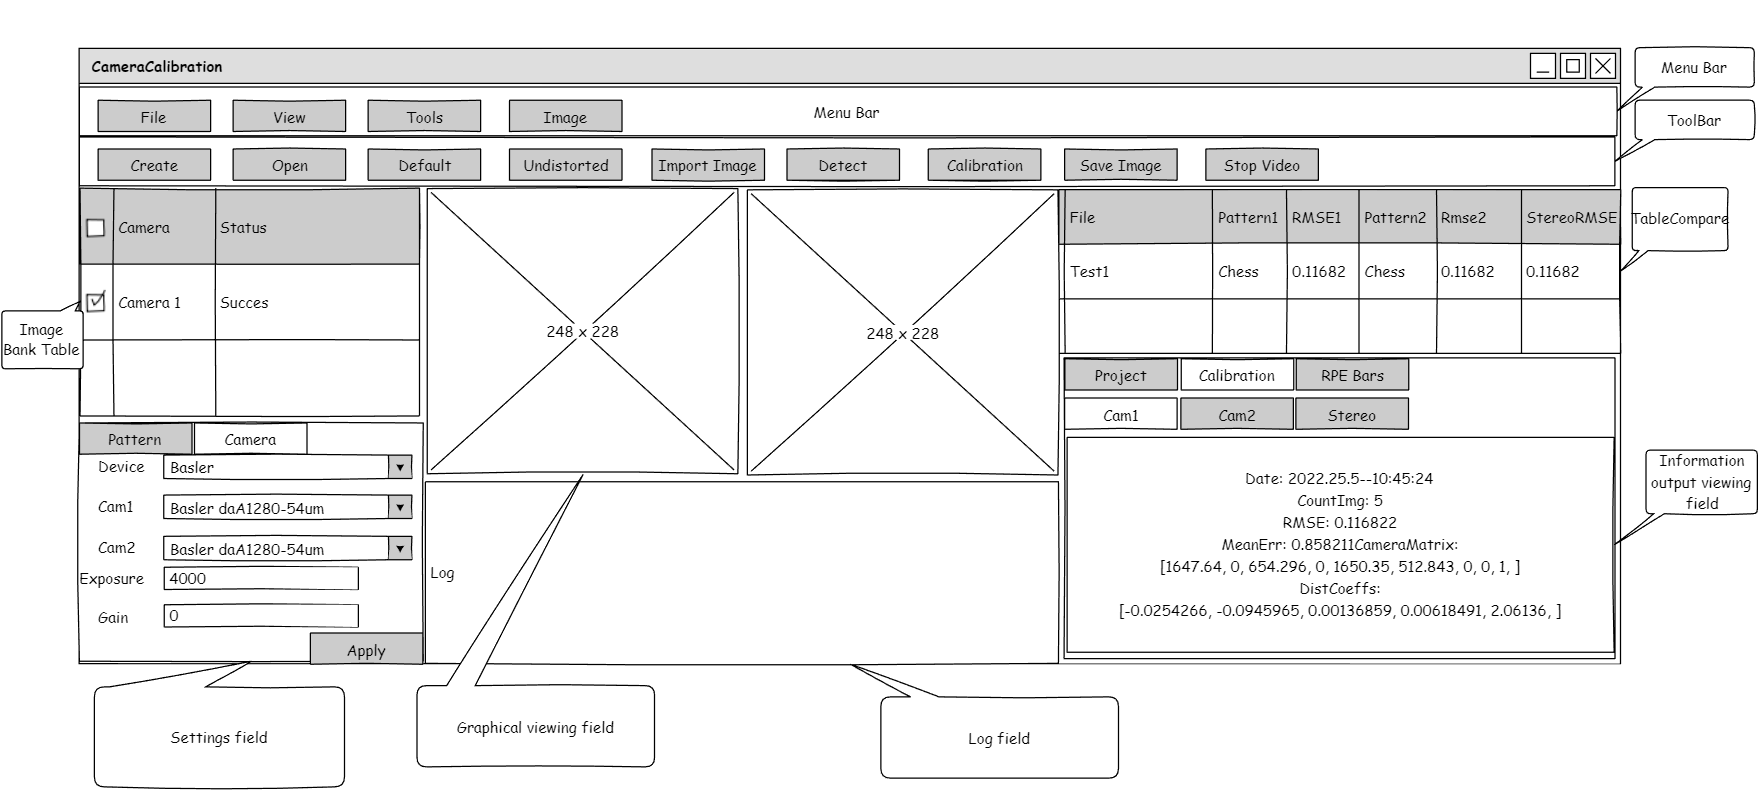 CameraCalibration
Menu Bar
File
View
Tools
Image
Menu Bar
ToolBar
Create
Open
Default
Undistorted
Import Image
Detect
Calibration
Save Image
Stop Video
Camera
Status
Camera 1
Succes
Image
Bank Table
248 x 228
248 x 228
File
Pattern1
RMSE1
Pattern2
Rmse2
StereoRMSE
Test1
Chess
0.11682
Chess
0.11682
0.11682
TableCompare
Pattern
Camera
Device
Basler
Cam1
Basler daA1280-54um
Cam2
Basler daA1280-54um
Exposure
4000
Gain
0
Apply
Log
Project
Calibration
RPE Bars
Cam1
Cam2
Stereo
Date: 2022.25.5--10:45:24
CountImg: 5
RMSE: 0.116822
MeanErr: 0.858211CameraMatrix:
[1647.64, 0, 654.296, 0, 1650.35, 512.843, 0, 0, 1, ]
DistCoeffs:
[-0.0254266, -0.0945965, 0.00136859, 0.00618491, 2.06136, ]
Information
output viewing
field
Settings field
Graphical viewing field
Log field